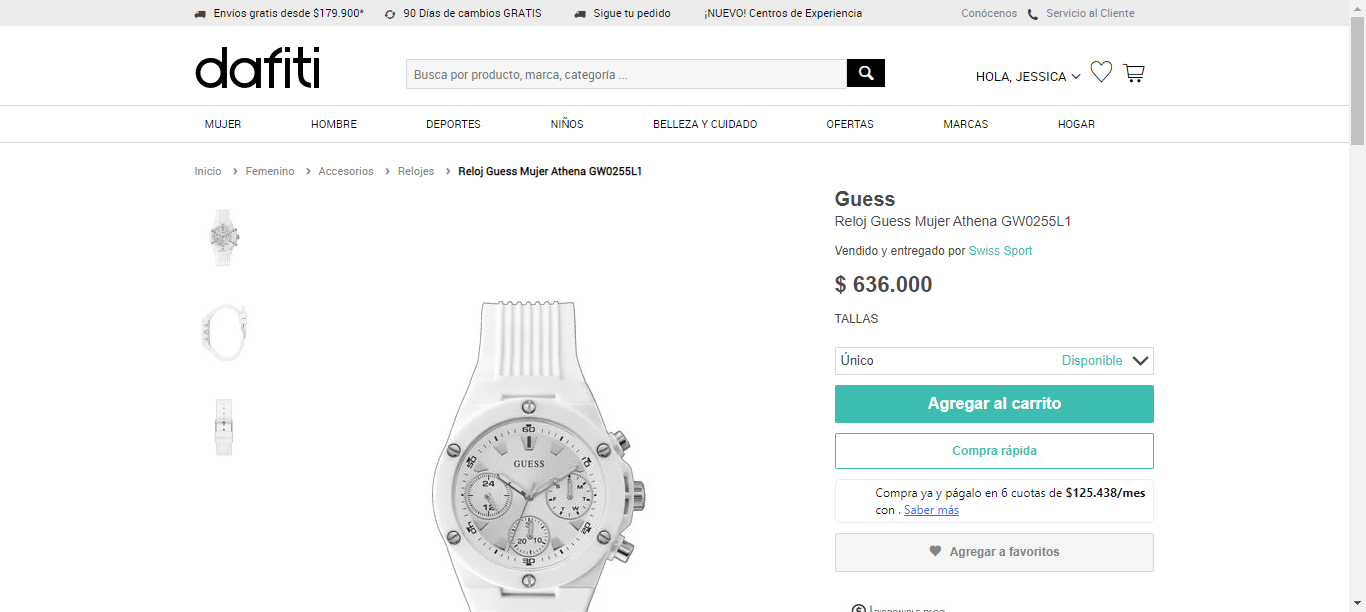 Envíos gratis desde $179.900* 90 Días de cambios GRATIS Sigue tu pedido ¡NUEVO! Centros de Experiencia Conócenos Servicio al Cliente
dafiti
Busca por producto, marca, categoría ...
HOLA, JESSICA
MUJER HOMBRE DEPORTES NIÑOS BELLEZA Y CUIDADO OFERTAS MARCAS HOGAR
Inicio > Femenino > Accesorios > Relojes > Reloj Guess Mujer Athena GW0255L1
Guess
Reloj Guess Mujer Athena GW0255L1
Vendido y entregado por Swiss Sport
$ 636.000
TALLAS
Único Disponible
Agregar al carrito
Compra rápida
Compra ya y págalo en 6 cuotas de $125.438/mes
con . Saber más
Agregar a favoritos
60
10
50
GUESS
24
12
S M
T
W
T
F
S
40
20
20 10